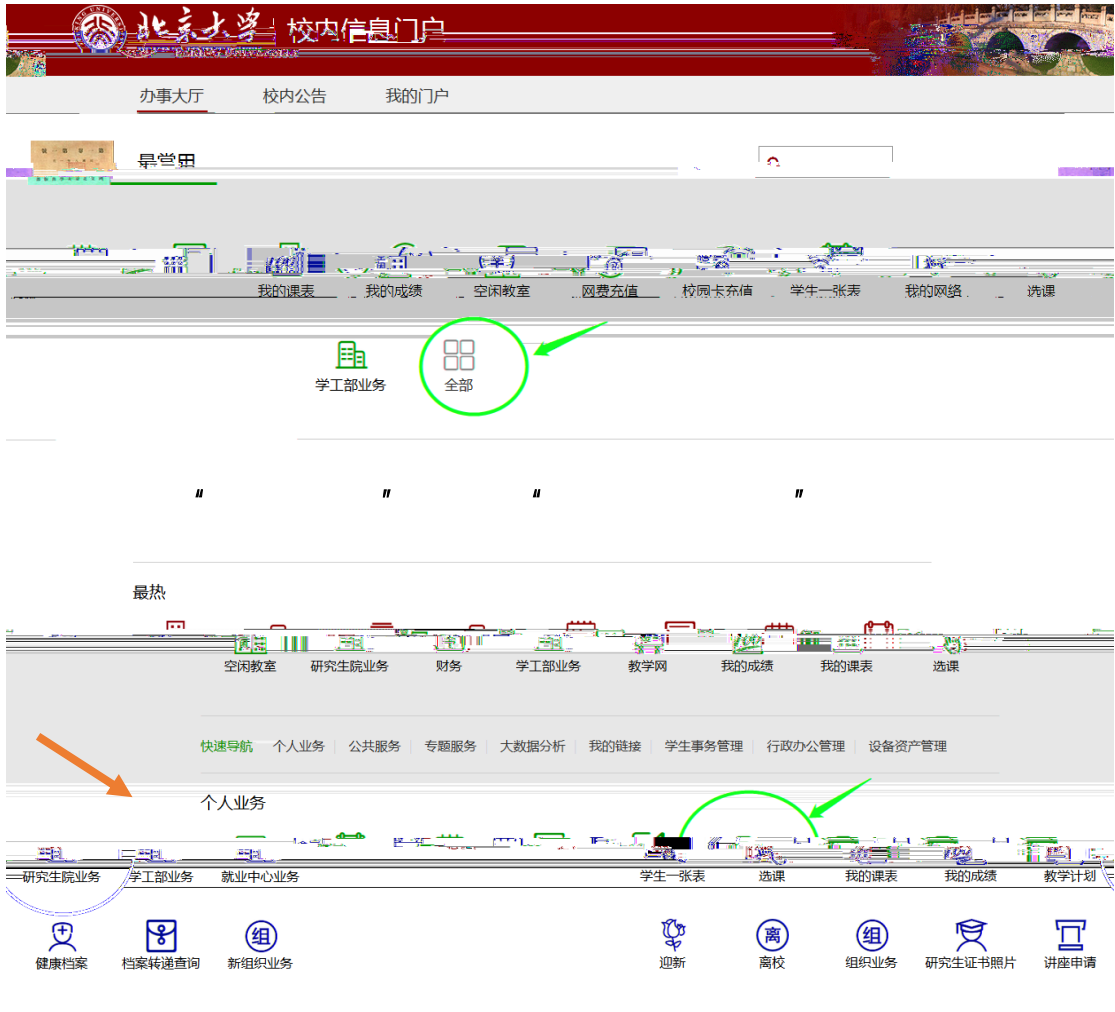 北京大学 校内信息门户
办事大厅 校内公告 我的门户
最常用
我的课表 我的成绩 空闲教室 网费充值 校园卡充值 学生一张表 我的网络 选课
学工部业务 全部
“ ” “ ”
最热
空闲教室 研究生院业务 财务 学工部业务 教学网 我的成绩 我的课表 选课
快速导航 个人业务 公共服务 专题服务 大数据分析 我的链接 学生事务管理 行政办公管理 设备资产管理
个人业务
研究生院业务 学工部业务 就业中心业务 学生一张表 选课 我的课表 我的成绩 教学计划
组 离 组
健康档案 档案转递查询 新组织业务 迎新 离校 组织业务 研究生证书照片 讲座申请